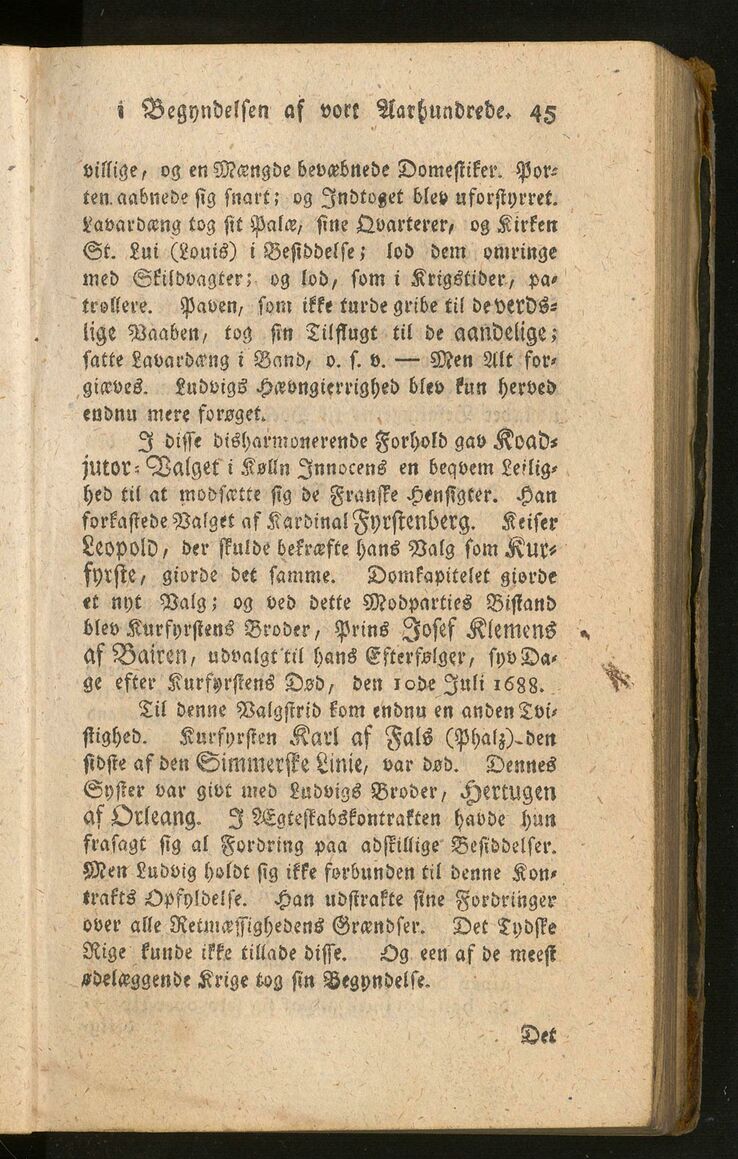 i Begyndelsen af vort Aarhundrede. 45
villige, og en Mængde bevæbnede Domestiker. Por⸗
ten aabnede sig snart; og Indtoget blev uforstyrret.
Lavardæng tog sit Palæ, sine Qvarterer, og Kirken
St. Lui (Louis) i Besiddelse; lod dem omringe
med Skildvagter; og lod, som i Krigstider, pa⸗
trollere. Paven, som ikke turde gribe til de verds⸗
lige Vaaben, tog sin Tilflugt til de aandelige;
satte Lavardæng i Band, o. s. v. — Men Alt for⸗
giæves. Ludvigs Hævngierrighed blev kun herved
endnu mere forøget.
I disse disharmonerende Forhold gav Koad⸗
jutor⸗Valget i Kølln Innocens en beqvem Leilig⸗
hed til at modsætte sig de Franske Hensigter. Han
forkastede Valget af Kardinal Fyrstenberg. Keiser
Leopold, der skulde bekræfte hans Valg som Kur⸗
fyrste, giorde det samme. Domkapitelet giorde
et nyt Valg; og ved dette Modparties Bistand
blev Kurfyrstens Broder, Prins Josef Klemens
af Bairen, udvalgt til hans Efterfølger, syv Da⸗
ge efter Kurfyrstens Død, den 10de Juli 1688.
Til denne Valgstrid kom endnu en anden Tvi⸗
stighed. Kurfyrsten Karl af Fals (Phalz) den
sidste af den Simmerske Linie, var død. Dennes
Syster var givt med Ludvigs Broder, Hertugen
af Orleang. I Ægteskabskontrakten havde hun
frasagt sig al Fordring paa adskillige Besiddelser.
Men Ludvig holdt sig ikke forbunden til denne Kon⸗
trakts Opfyldelse. Han udstrakte sine Fordringer
over alle Retmæssighedens Grændser. Det Tydske
Rige kunde ikke tillade disse. Og een af de meest
ødelæggende Krige tog sin Begyndelse.
Det